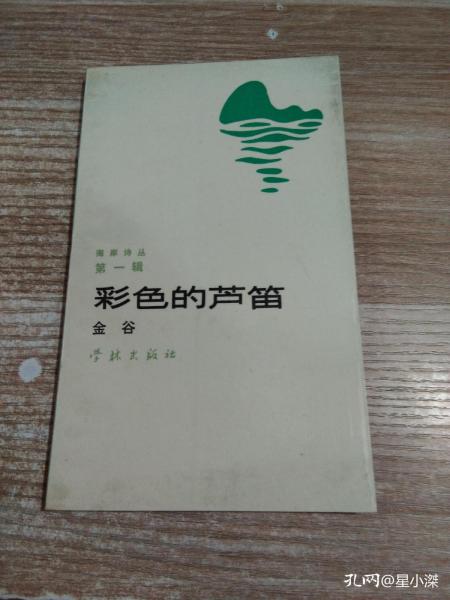 海岸诗丛
第一辑
彩色的芦笛
金谷
学林出版社
孔网@星小滐